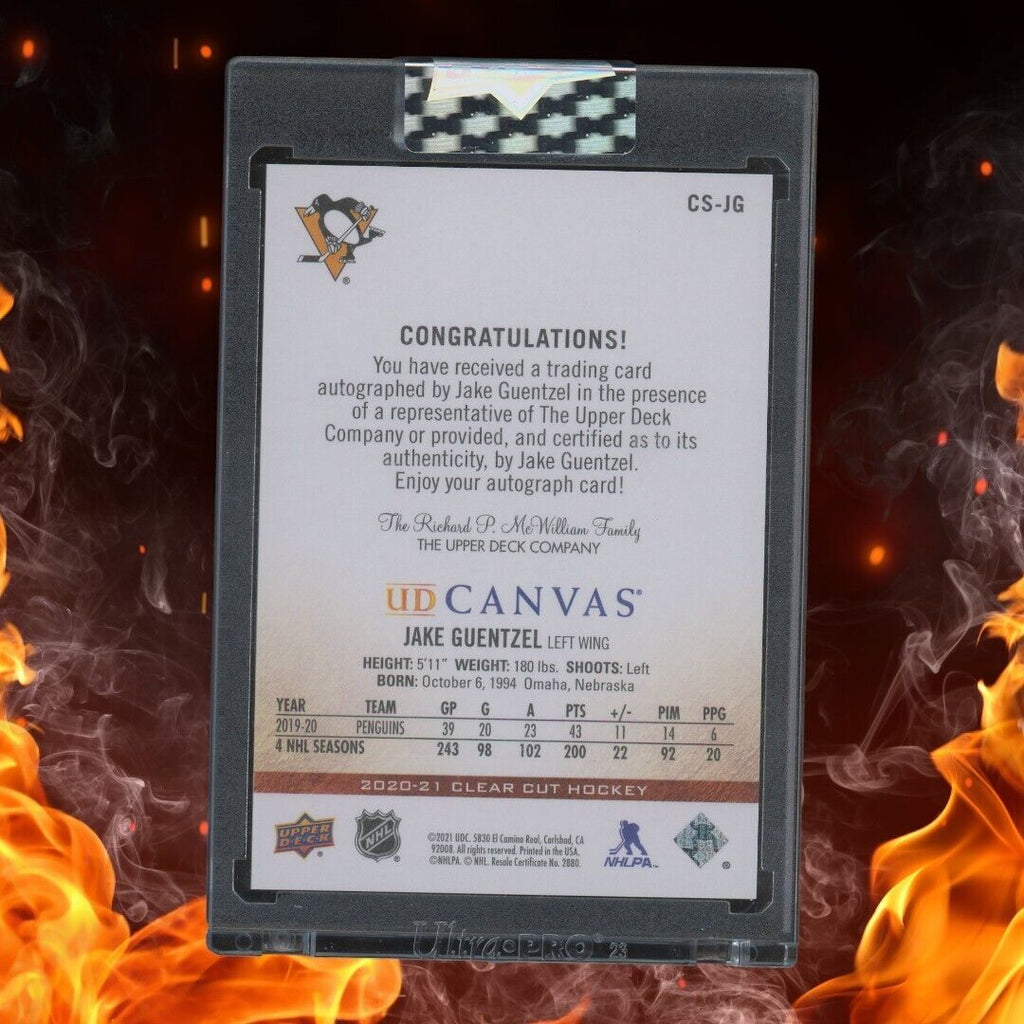 CS-JG
CONGRATULATIONS!
You have received a trading card
autographed by Jake Guentzel in the presence
of a representative of The Upper Deck
Company or provided, and certified as to its
authenticity, by Jake Guentzel.
Enjoy your autograph card!
The Richard P. McWilliam Family
THE UPPER DECK COMPANY
UD CANVAS®
JAKE GUENTZEL LEFT WING
HEIGHT: 5'11" WEIGHT: 180 lbs. SHOOTS: Left
BORN: October 6, 1994 Omaha, Nebraska
YEAR TEAM GP G A PTS +/- PIM PPG
2019-20 PENGUINS 39 20 23 43 11 14 6
4 NHL SEASONS 243 98 102 200 22 92 20
2020-21 CLEAR CUT HOCKEY
UPPER DECK
NHL
©2021 UDC. 5830 El Camino Real, Carlsbad, CA
92008. All rights reserved. Printed in the USA.
©NHLPA. © NHL. Resale Certificate No. 2880.
NHLPA™
Ultra•PRO® 23